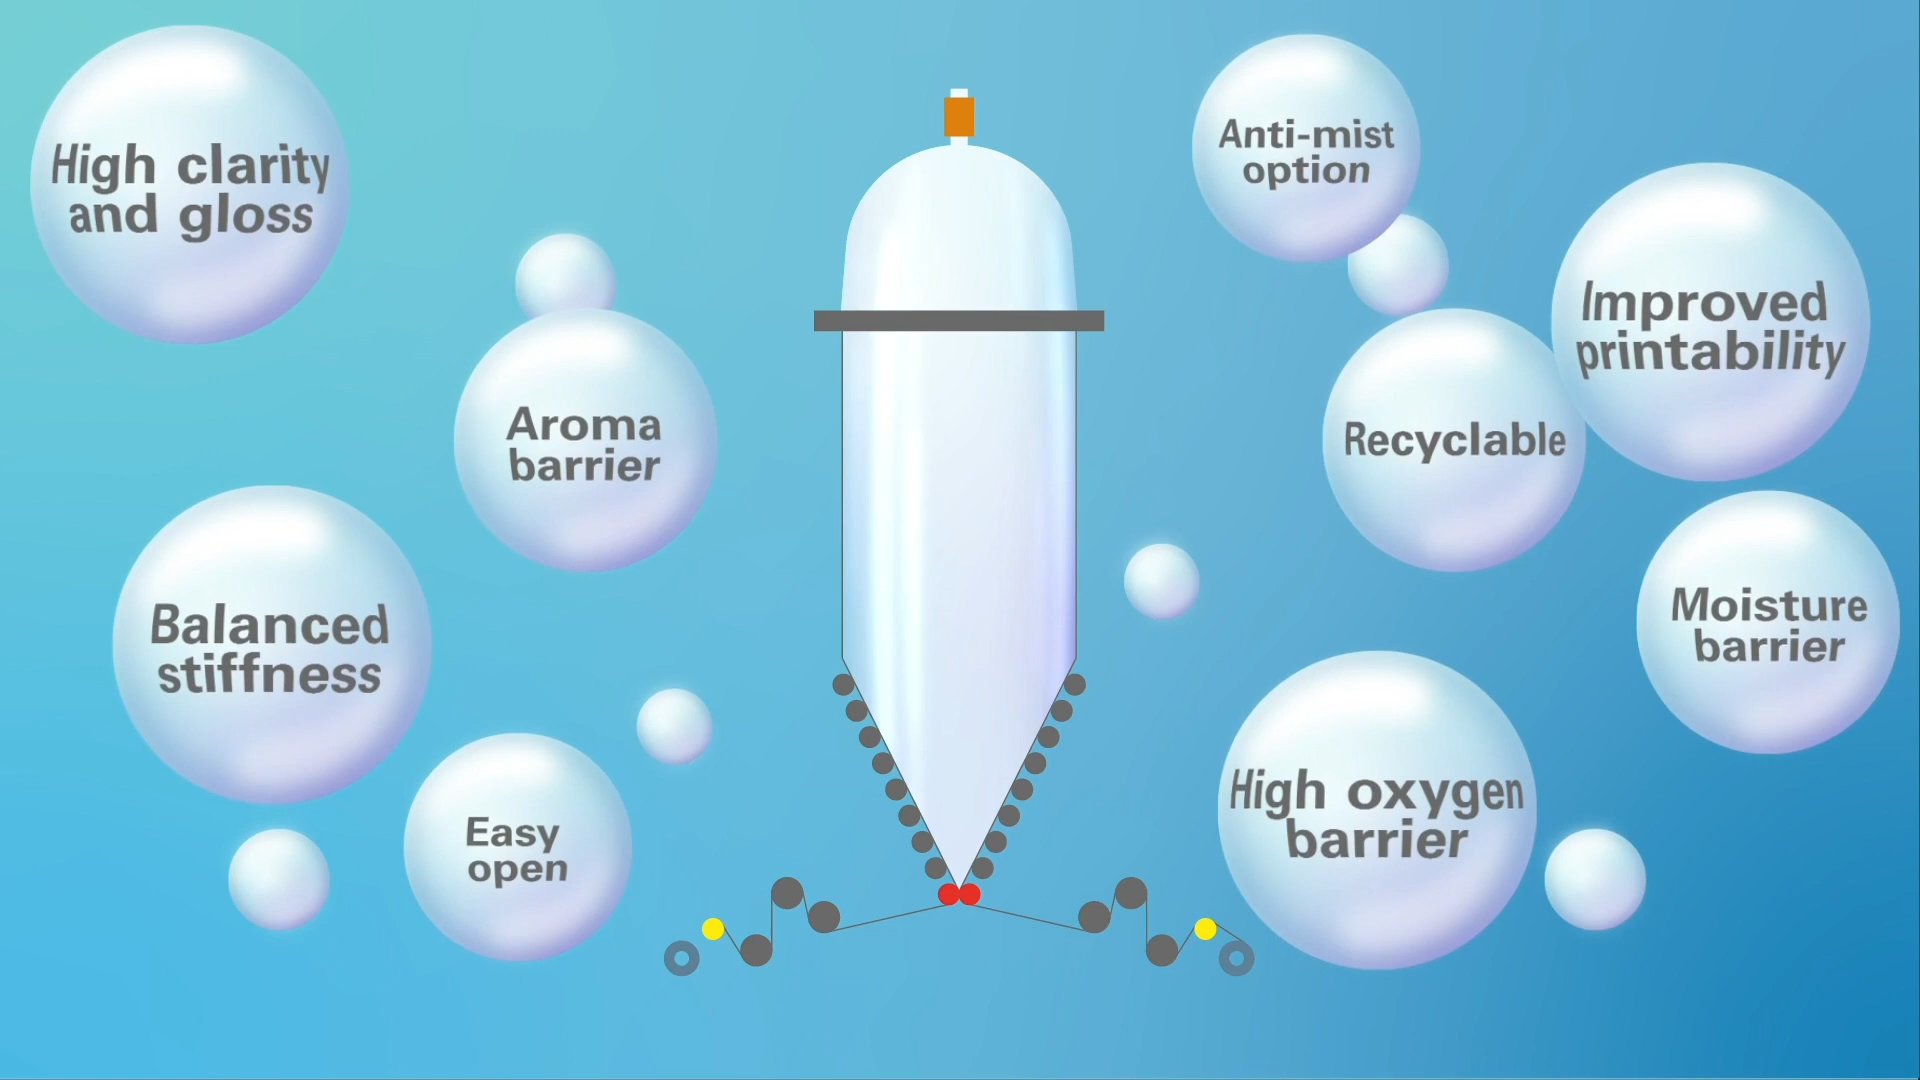 High clarity
and gloss
Aroma
barrier
Balanced
stiffness
Easy
open
Anti-mist
option
Improved
printability
Recyclable
Moisture
barrier
High oxygen
barrier